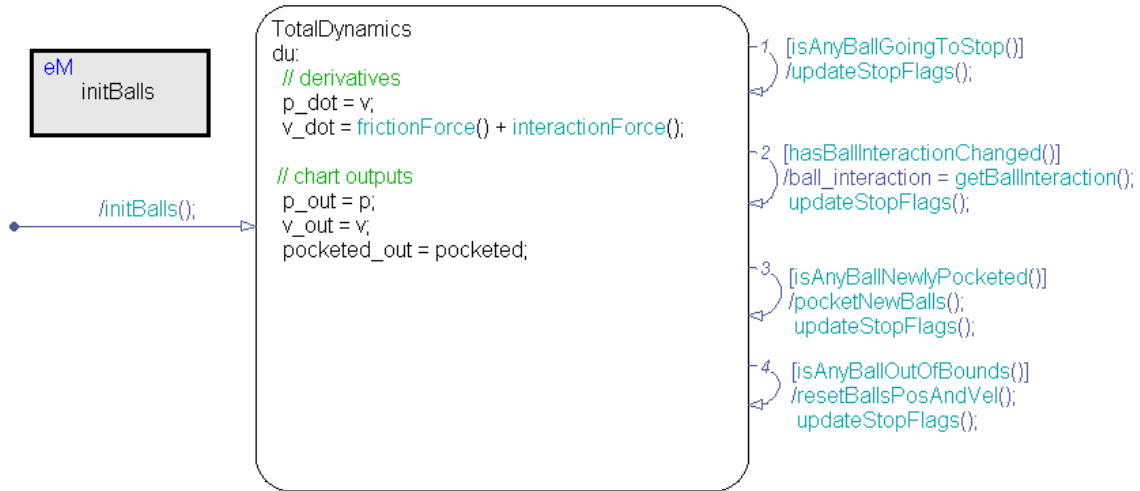 eM
initBalls
/initBalls();
TotalDynamics
du:
// derivatives
p_dot = v;
v_dot = frictionForce() + interactionForce();
// chart outputs
p_out = p;
v_out = v;
pocketed_out = pocketed;
1
[isAnyBallGoingToStop()]
/updateStopFlags();
2
[hasBallInteractionChanged()]
/ball_interaction = getBallInteraction();
updateStopFlags();
3
[isAnyBallNewlyPocketed()]
/pocketNewBalls();
updateStopFlags();
4
[isAnyBallOutOfBounds()]
/resetBallsPosAndVel();
updateStopFlags();